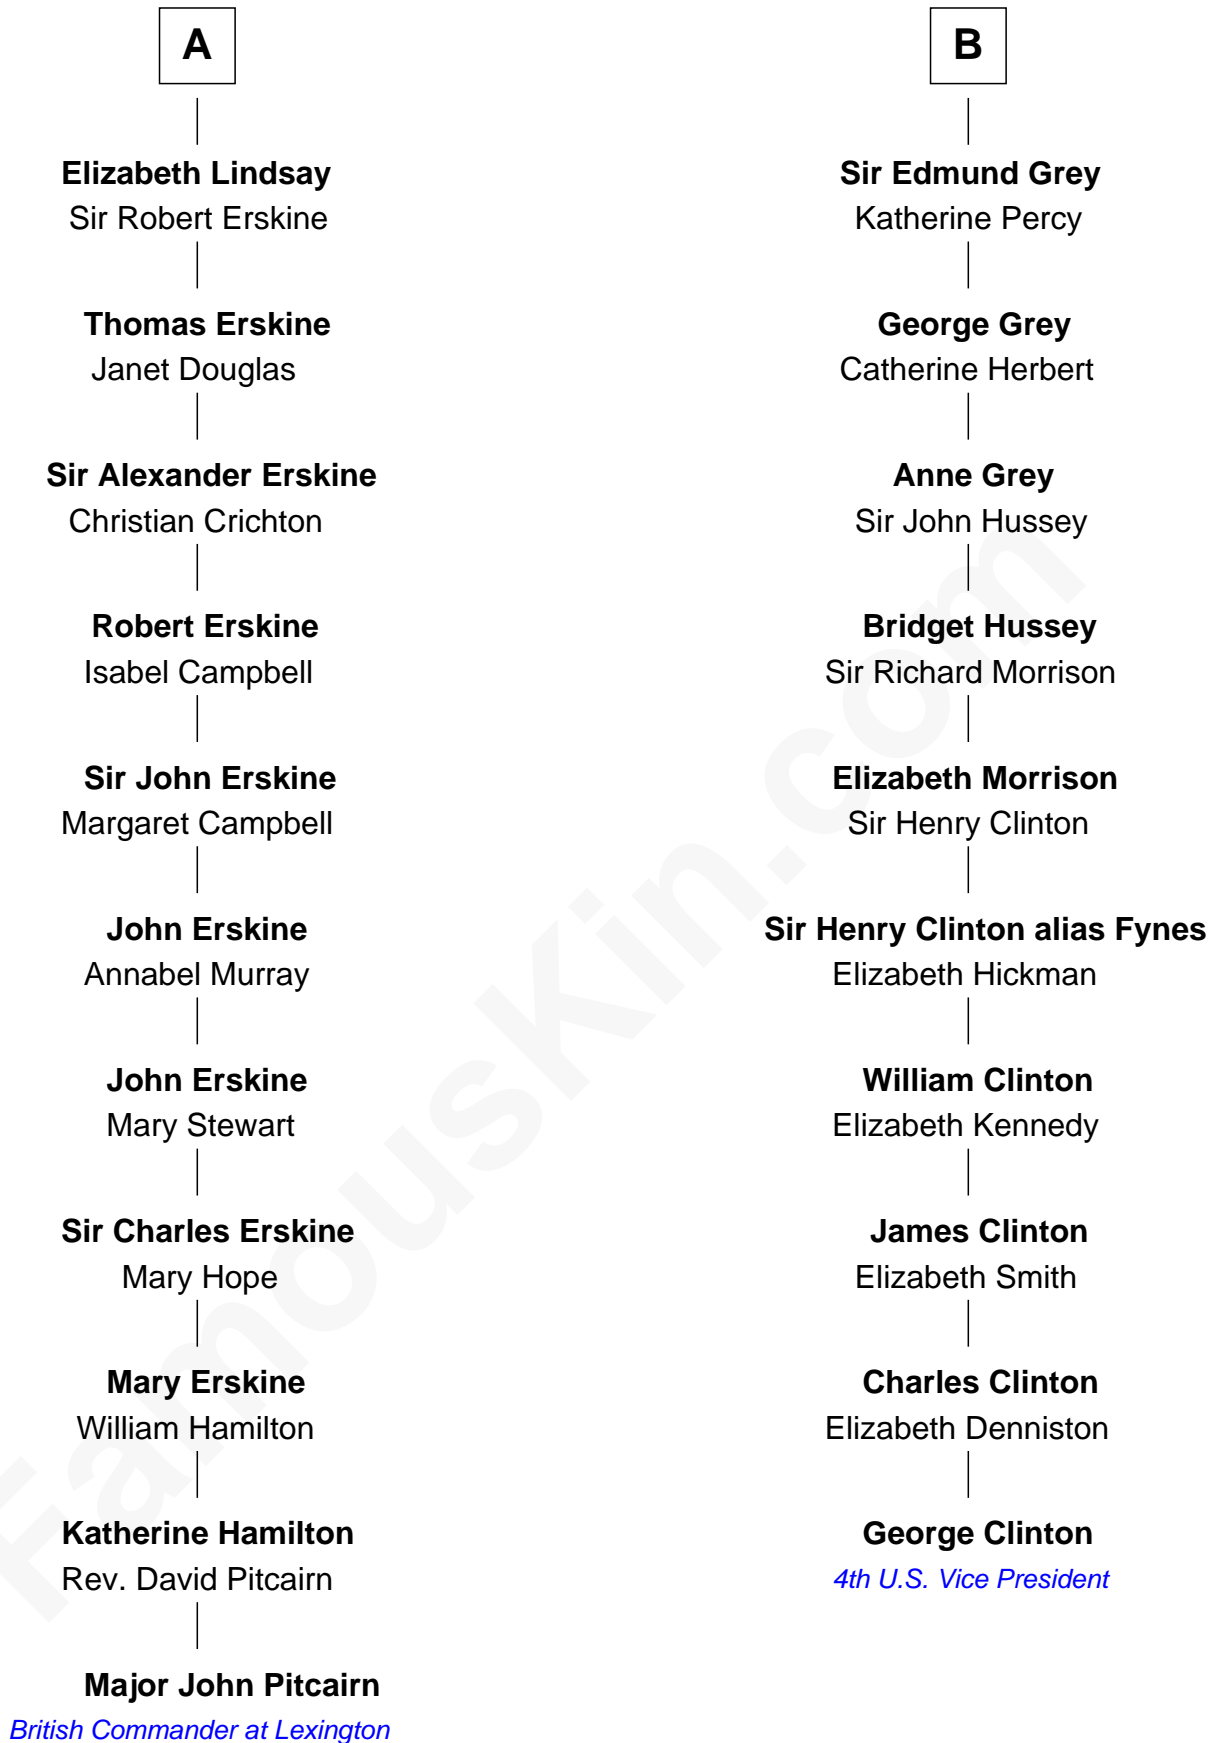 A
Elizabeth Lindsay
Sir Robert Erskine
Thomas Erskine
Janet Douglas
Sir Alexander Erskine
Christian Crichton
Robert Erskine
Isabel Campbell
Sir John Erskine
Margaret Campbell
John Erskine
Annabel Murray
John Erskine
Mary Stewart
Sir Charles Erskine
Mary Hope
Mary Erskine
William Hamilton
Katherine Hamilton
Rev. David Pitcairn
Major John Pitcairn
British Commander at Lexington
B
Sir Edmund Grey
Katherine Percy
George Grey
Catherine Herbert
Anne Grey
Sir John Hussey
Bridget Hussey
Sir Richard Morrison
Elizabeth Morrison
Sir Henry Clinton
Sir Henry Clinton alias Fynes
Elizabeth Hickman
William Clinton
Elizabeth Kennedy
James Clinton
Elizabeth Smith
Charles Clinton
Elizabeth Denniston
George Clinton
4th U.S. Vice President
FamousKin.com